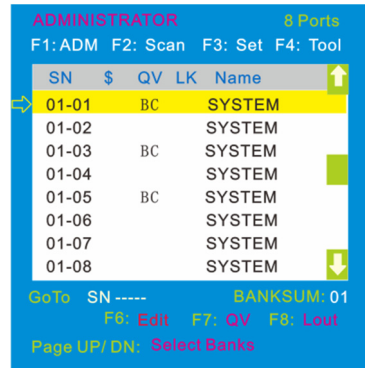 ADMINISTRATOR 8 Ports
F1: ADM F2: Scan F3: Set F4: Tool
SN $ QV LK Name
01-01 BC SYSTEM
01-02 SYSTEM
01-03 BC SYSTEM
01-04 SYSTEM
01-05 BC SYSTEM
01-06 SYSTEM
01-07 SYSTEM
01-08 SYSTEM
GoTo SN ----- BANKSUM: 01
F6: Edit F7: QV F8: Lout
Page UP/ DN: Select Banks